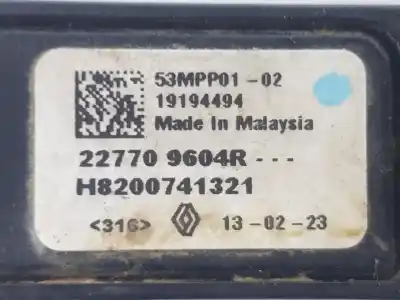 53MPP01-02
19194494
Made In Malaysia
22770 9604R - - -
H8200741321
<316> 13-02-23